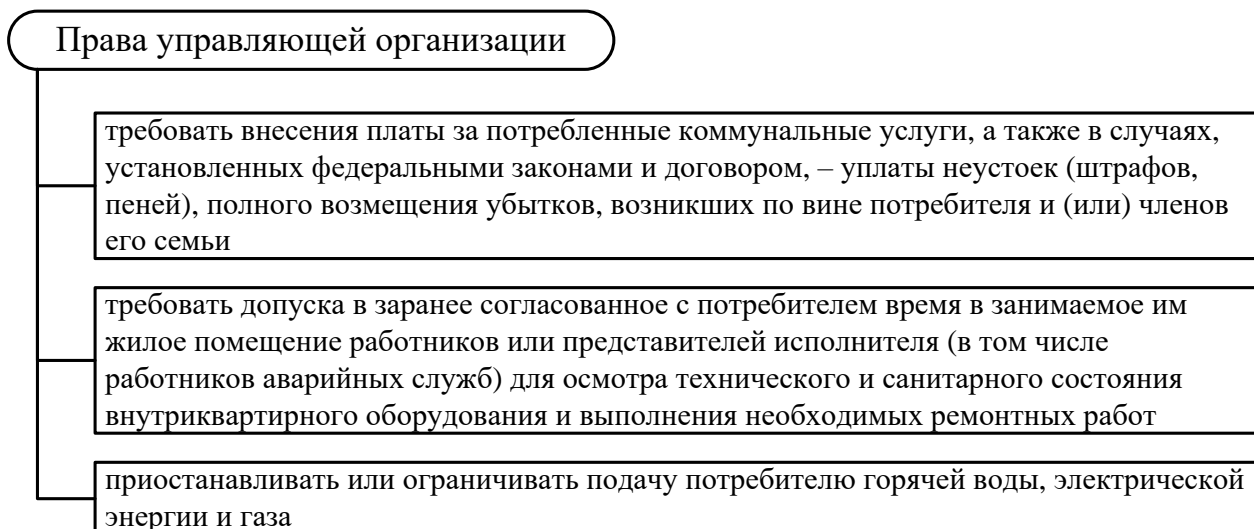 Права управляющей организации
требовать внесения платы за потребленные коммунальные услуги, а также в случаях,
установленных федеральными законами и договором, – уплаты неустоек (штрафов,
пеней), полного возмещения убытков, возникших по вине потребителя и (или) членов
его семьи
требовать допуска в заранее согласованное с потребителем время в занимаемое им
жилое помещение работников или представителей исполнителя (в том числе
работников аварийных служб) для осмотра технического и санитарного состояния
внутриквартирного оборудования и выполнения необходимых ремонтных работ
приостанавливать или ограничивать подачу потребителю горячей воды, электрической
энергии и газа